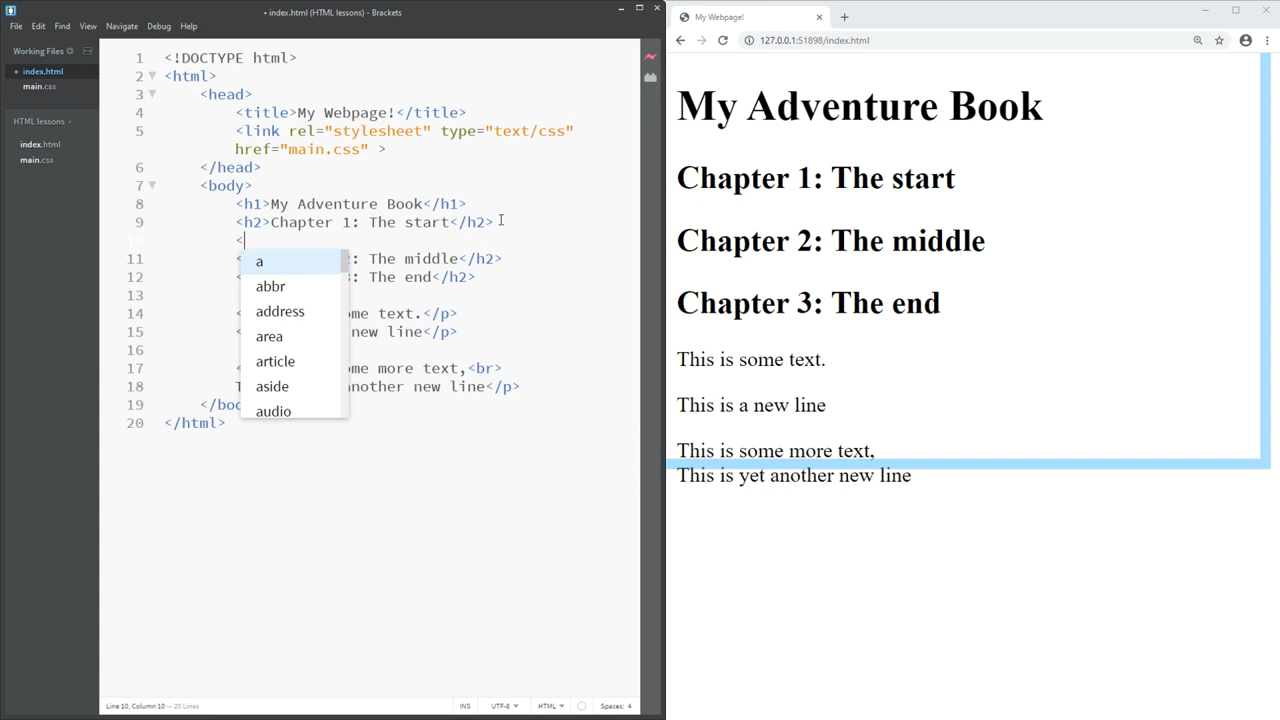 • index.html (HTML lessons) - Brackets
File Edit Find View Navigate Debug Help
Working Files
• index.html
main.css
HTML lessons
index.html
main.css
1 <!DOCTYPE html>
2 <html>
3 <head>
4 <title>My Webpage!</title>
5 <link rel="stylesheet" type="text/css"
href="main.css" >
6 </head>
7 <body>
8 <h1>My Adventure Book</h1>
9 <h2>Chapter 1: The start</h2>
10 <
11 < : The middle</h2>
12 < : The end</h2>
13
14 < ome text.</p>
15 < new line</p>
16
17 < ome more text,<br>
18 T another new line</p>
19 </bod
20 </html>
a
abbr
address
area
article
aside
audio
Line 10, Column 10 — 20 Lines
INS UTF-8 HTML Spaces: 4
My Webpage!
127.0.0.1:51898/index.html
My Adventure Book
Chapter 1: The start
Chapter 2: The middle
Chapter 3: The end
This is some text.
This is a new line
This is some more text,
This is yet another new line